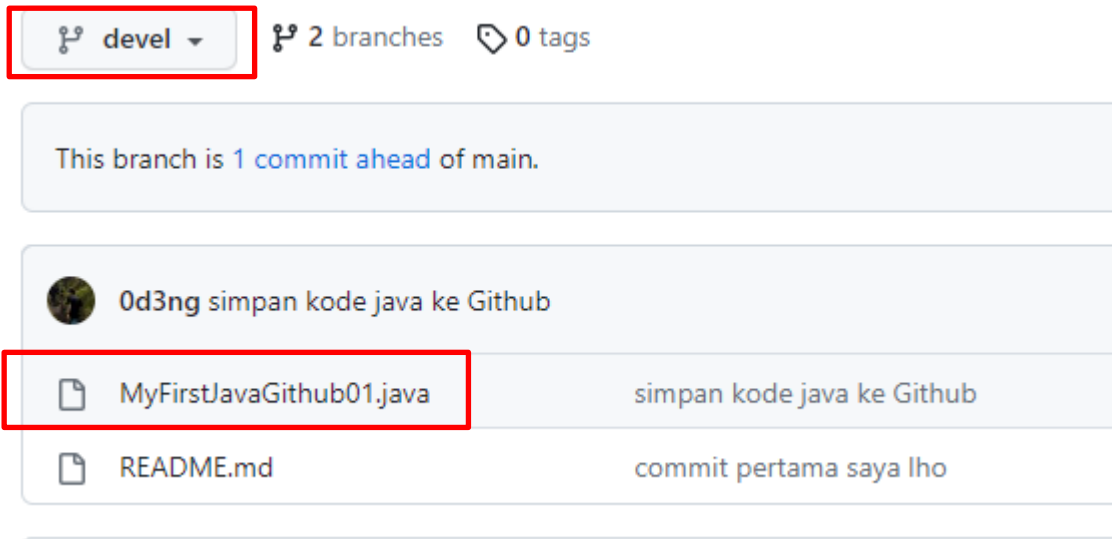 devel 2 branches 0 tags
This branch is 1 commit ahead of main.
0d3ng simpan kode java ke Github
MyFirstJavaGithub01.java simpan kode java ke Github
README.md commit pertama saya lho